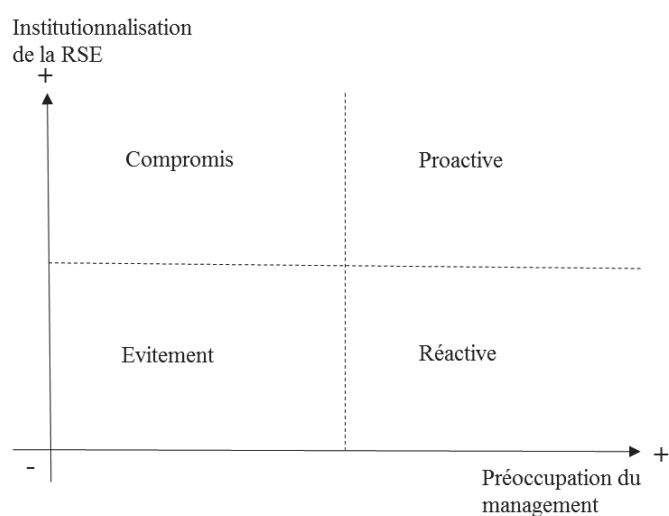 Institutionnalisation
de la RSE
+
Compromis
Proactive
Evitement
Réactive
-
+
Préoccupation du
management